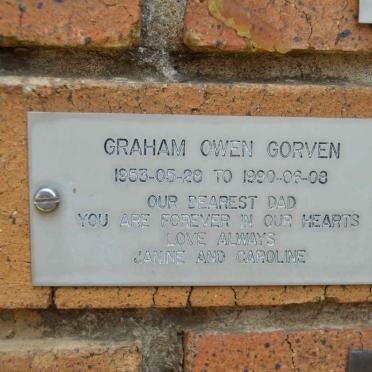 GRAHAM OWEN GORVEN
1953-05-28 TO 1990-06-08
OUR DEAREST DAD
YOU ARE FOREVER IN OUR HEARTS
LOVE ALWAYS
JANINE AND CAROLINE